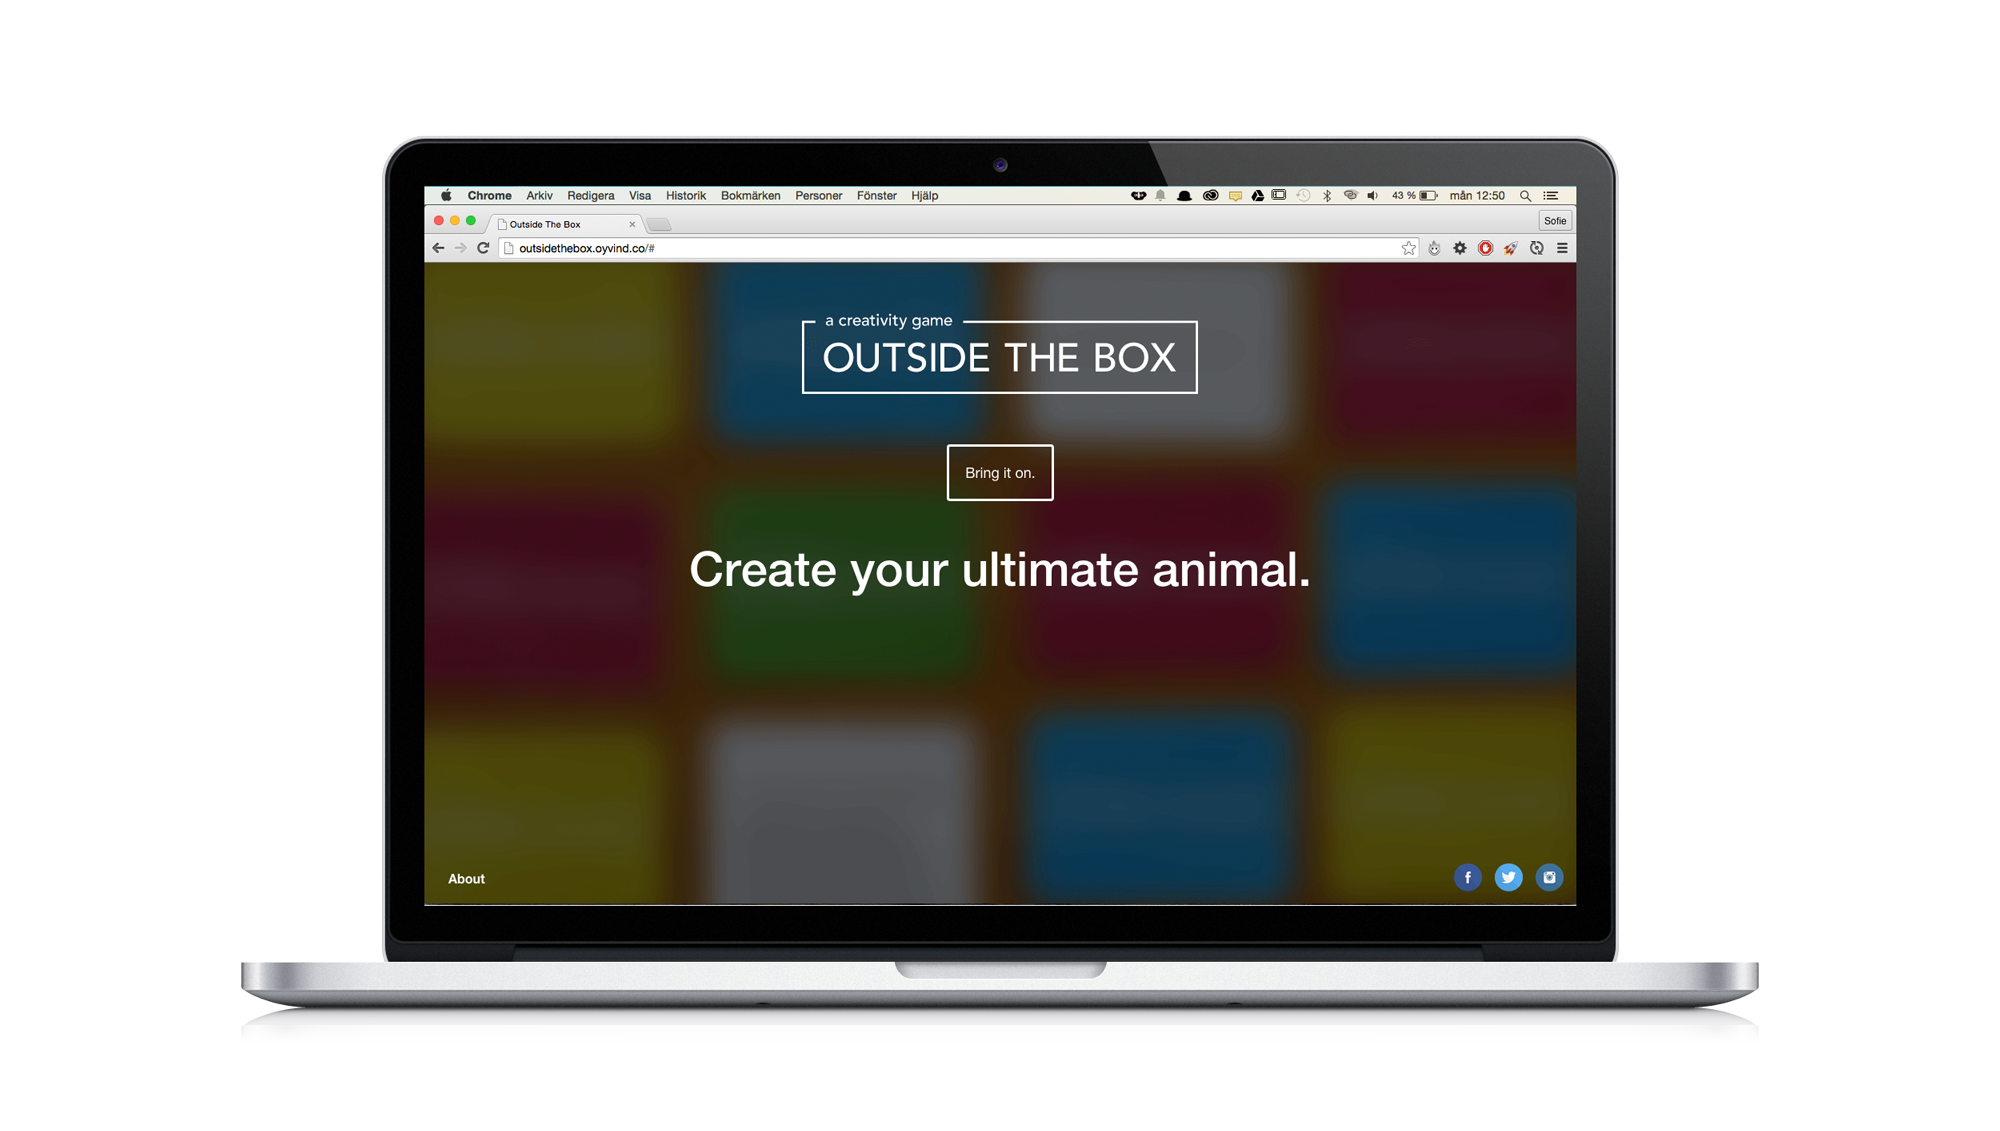 Chrome Arkiv Redigera Visa Historik Bokmärken Personer Fönster Hjälp 43 % mån 12:50
Outside The Box Sofie
outsidethebox.oyvind.co/#
a creativity game
OUTSIDE THE BOX
Bring it on.
Create your ultimate animal.
About